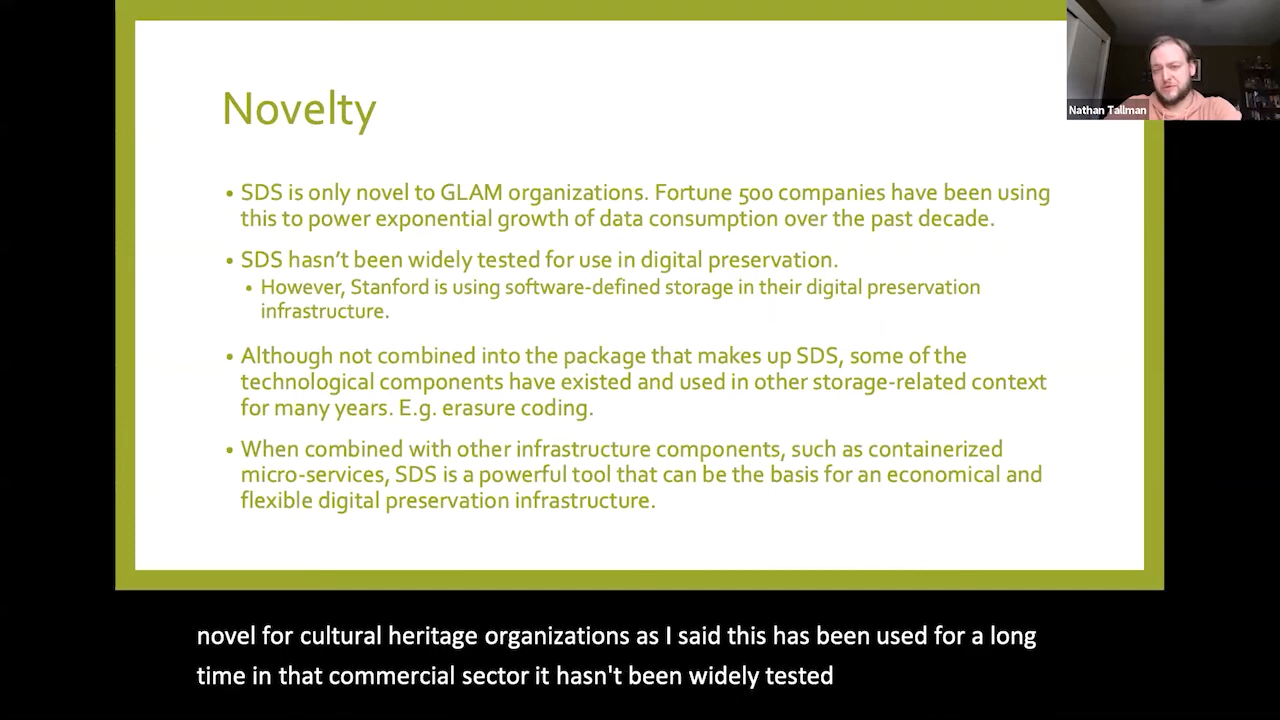 Novelty
Nathan Tallman
• SDS is only novel to GLAM organizations. Fortune 500 companies have been using
this to power exponential growth of data consumption over the past decade.
• SDS hasn't been widely tested for use in digital preservation.
• However, Stanford is using software-defined storage in their digital preservation
infrastructure.
• Although not combined into the package that makes up SDS, some of the
technological components have existed and used in other storage-related context
for many years. E.g. erasure coding.
• When combined with other infrastructure components, such as containerized
micro-services, SDS is a powerful tool that can be the basis for an economical and
flexible digital preservation infrastructure.
novel for cultural heritage organizations as I said this has been used for a long
time in that commercial sector it hasn't been widely tested